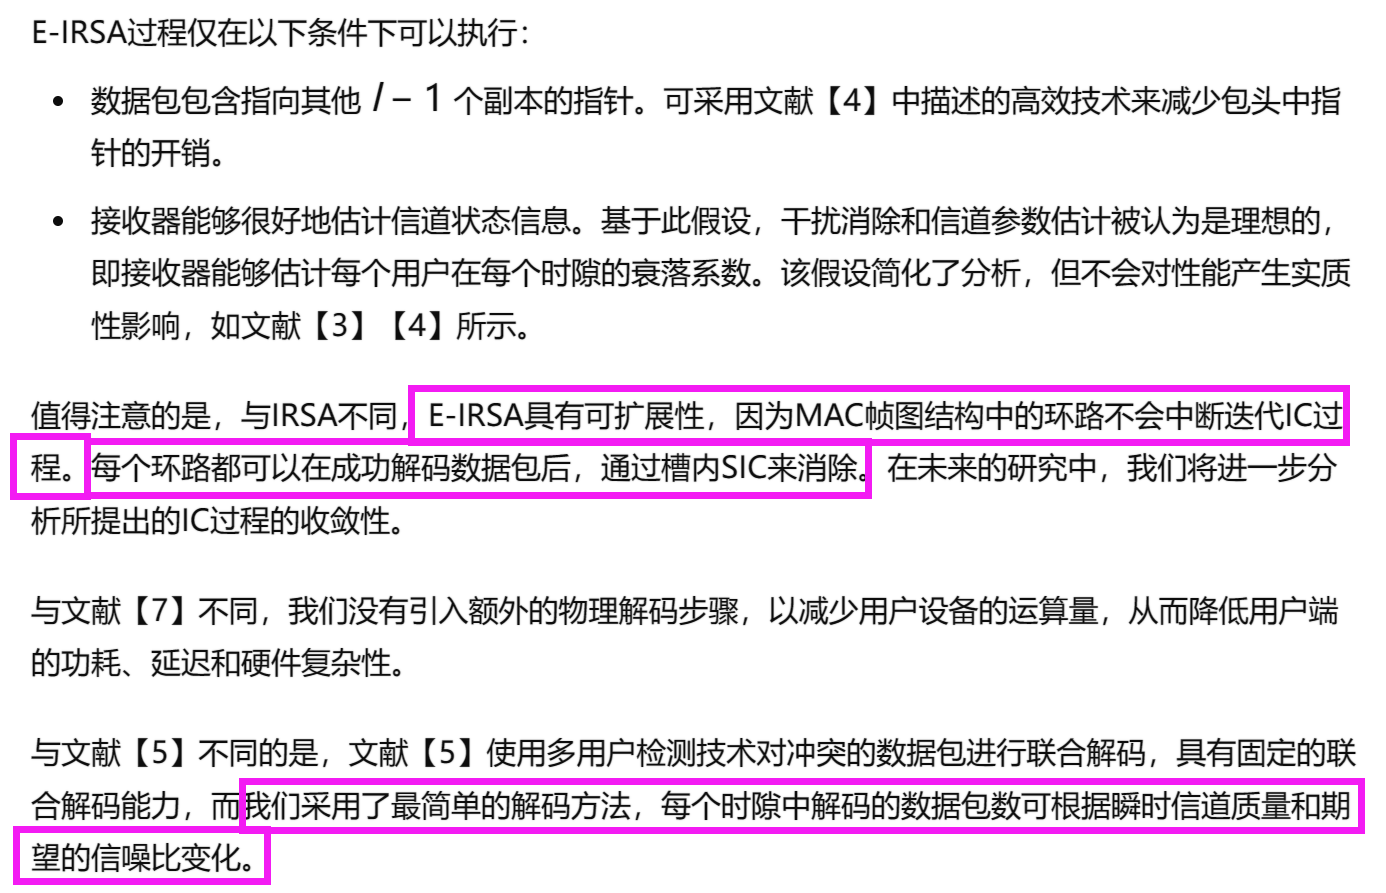 E-IRSA过程仅在以下条件下可以执行：
• 数据包包含指向其他 l − 1 个副本的指针。可采用文献【4】中描述的高效技术来减少包头中指
针的开销。
• 接收器能够很好地估计信道状态信息。基于此假设，干扰消除和信道参数估计被认为是理想的，
即接收器能够估计每个用户在每个时隙的衰落系数。该假设简化了分析，但不会对性能产生实质
性影响，如文献【3】【4】所示。
值得注意的是，与IRSA不同，E-IRSA具有可扩展性，因为MAC帧图结构中的环路不会中断迭代IC过
程。每个环路都可以在成功解码数据包后，通过槽内SIC来消除。在未来的研究中，我们将进一步分
析所提出的IC过程的收敛性。
与文献【7】不同，我们没有引入额外的物理解码步骤，以减少用户设备的运算量，从而降低用户端
的功耗、延迟和硬件复杂性。
与文献【5】不同的是，文献【5】使用多用户检测技术对冲突的数据包进行联合解码，具有固定的联
合解码能力，而我们采用了最简单的解码方法，每个时隙中解码的数据包数可根据瞬时信道质量和期
望的信噪比变化。